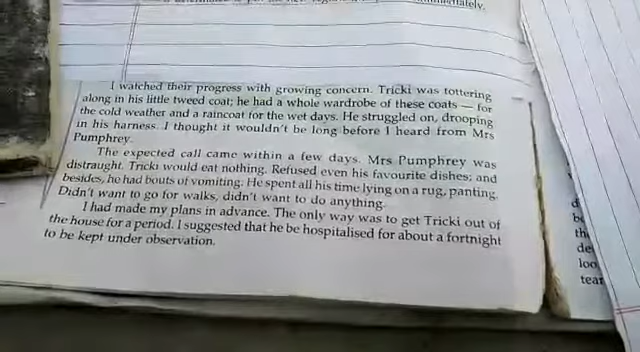 I watched their progress with growing concern. Tricki was tottering
along in his little tweed coat; he had a whole wardrobe of these coats — for
the cold weather and a raincoat for the wet days. He struggled on, drooping
in his harness. I thought it wouldn't be long before I heard from Mrs
Pumphrey.
The expected call came within a few days. Mrs Pumphrey was
distraught. Tricki would eat nothing. Refused even his favourite dishes; and
besides, he had bouts of vomiting. He spent all his time lying on a rug, panting.
Didn't want to go for walks, didn't want to do anything.
I had made my plans in advance. The only way was to get Tricki out of
the house for a period. I suggested that he be hospitalised for about a fortnight
to be kept under observation.